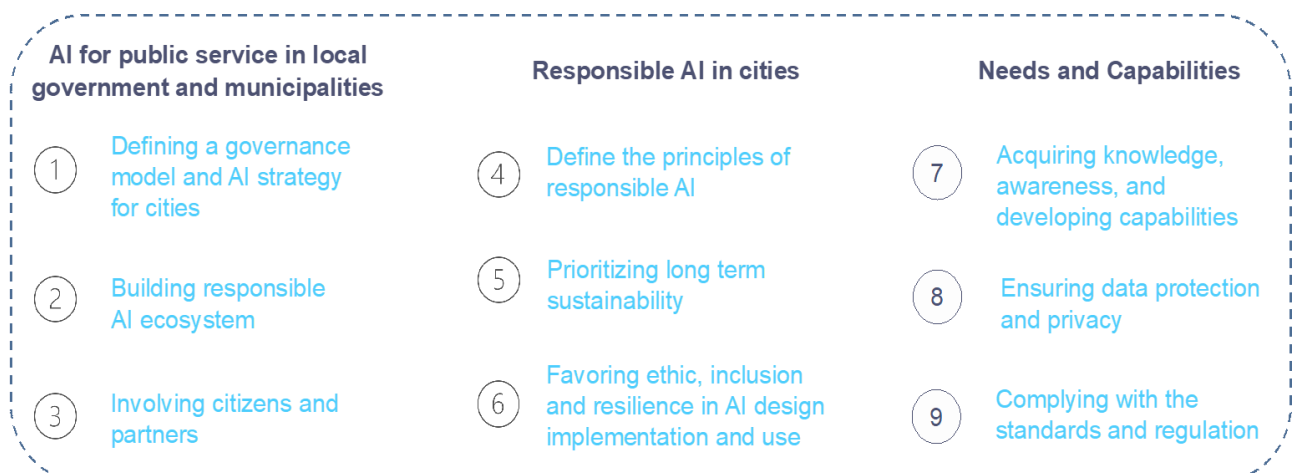 AI for public service in local
government and municipalities
1
Defining a governance
model and AI strategy
for cities
2
Building responsible
AI ecosystem
3
Involving citizens and
partners
Responsible AI in cities
4
Define the principles of
responsible AI
5
Prioritizing long term
sustainability
6
Favoring ethic, inclusion
and resilience in AI design
implementation and use
Needs and Capabilities
7
Acquiring knowledge,
awareness, and
developing capabilities
8
Ensuring data protection
and privacy
9
Complying with the
standards and regulation